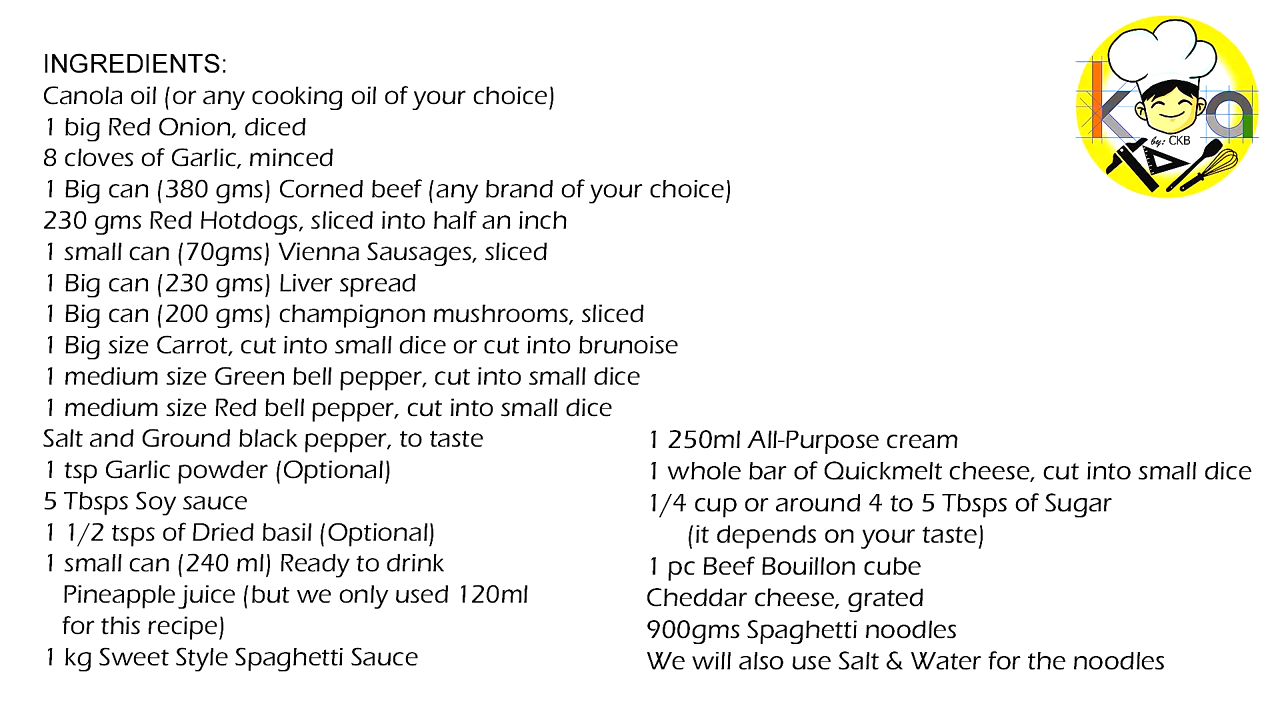 INGREDIENTS:
Canola oil (or any cooking oil of your choice)
1 big Red Onion, diced
8 cloves of Garlic, minced
1 Big can (380 gms) Corned beef (any brand of your choice)
230 gms Red Hotdogs, sliced into half an inch
1 small can (70gms) Vienna Sausages, sliced
1 Big can (230 gms) Liver spread
1 Big can (200 gms) champignon mushrooms, sliced
1 Big size Carrot, cut into small dice or cut into brunoise
1 medium size Green bell pepper, cut into small dice
1 medium size Red bell pepper, cut into small dice
Salt and Ground black pepper, to taste
1 tsp Garlic powder (Optional)
5 Tbsps Soy sauce
1 1/2 tsps of Dried basil (Optional)
1 small can (240 ml) Ready to drink
Pineapple juice (but we only used 120ml
for this recipe)
1 kg Sweet Style Spaghetti Sauce
1 250ml All-Purpose cream
1 whole bar of Quickmelt cheese, cut into small dice
1/4 cup or around 4 to 5 Tbsps of Sugar
(it depends on your taste)
1 pc Beef Bouillon cube
Cheddar cheese, grated
900gms Spaghetti noodles
We will also use Salt & Water for the noodles
by: CKB